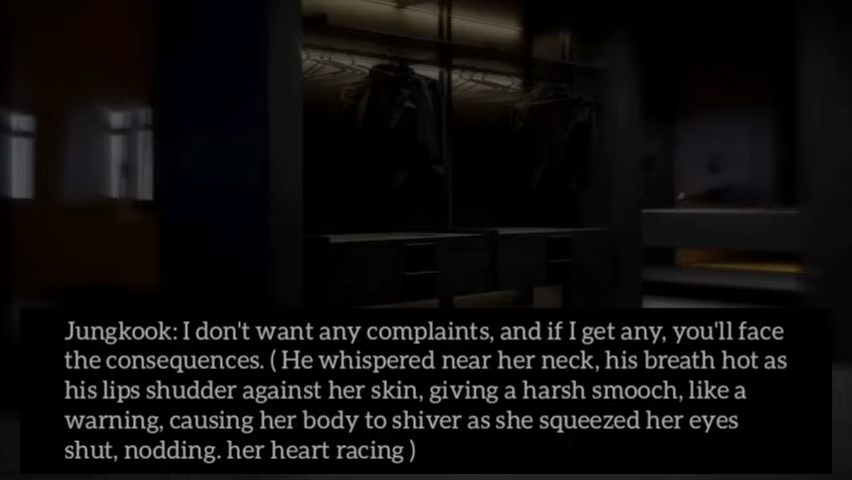 Jungkook: I don't want any complaints, and if I get any, you'll face
the consequences. ( He whispered near her neck, his breath hot as
his lips shudder against her skin, giving a harsh smooch, like a
warning, causing her body to shiver as she squeezed her eyes
shut, nodding. her heart racing )